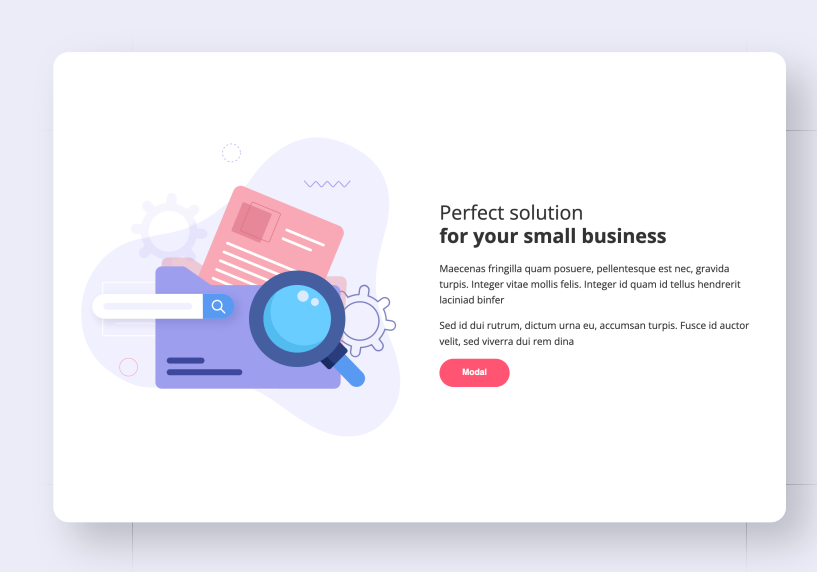 Perfect solution
for your small business
Maecenas fringilla quam posuere, pellentesque est nec, gravida
turpis. Integer vitae mollis felis. Integer id quam id tellus hendrerit
laciniad binfer
Sed id dui rutrum, dictum urna eu, accumsan turpis. Fusce id auctor
velit, sed viverra dui rem dina
Modal